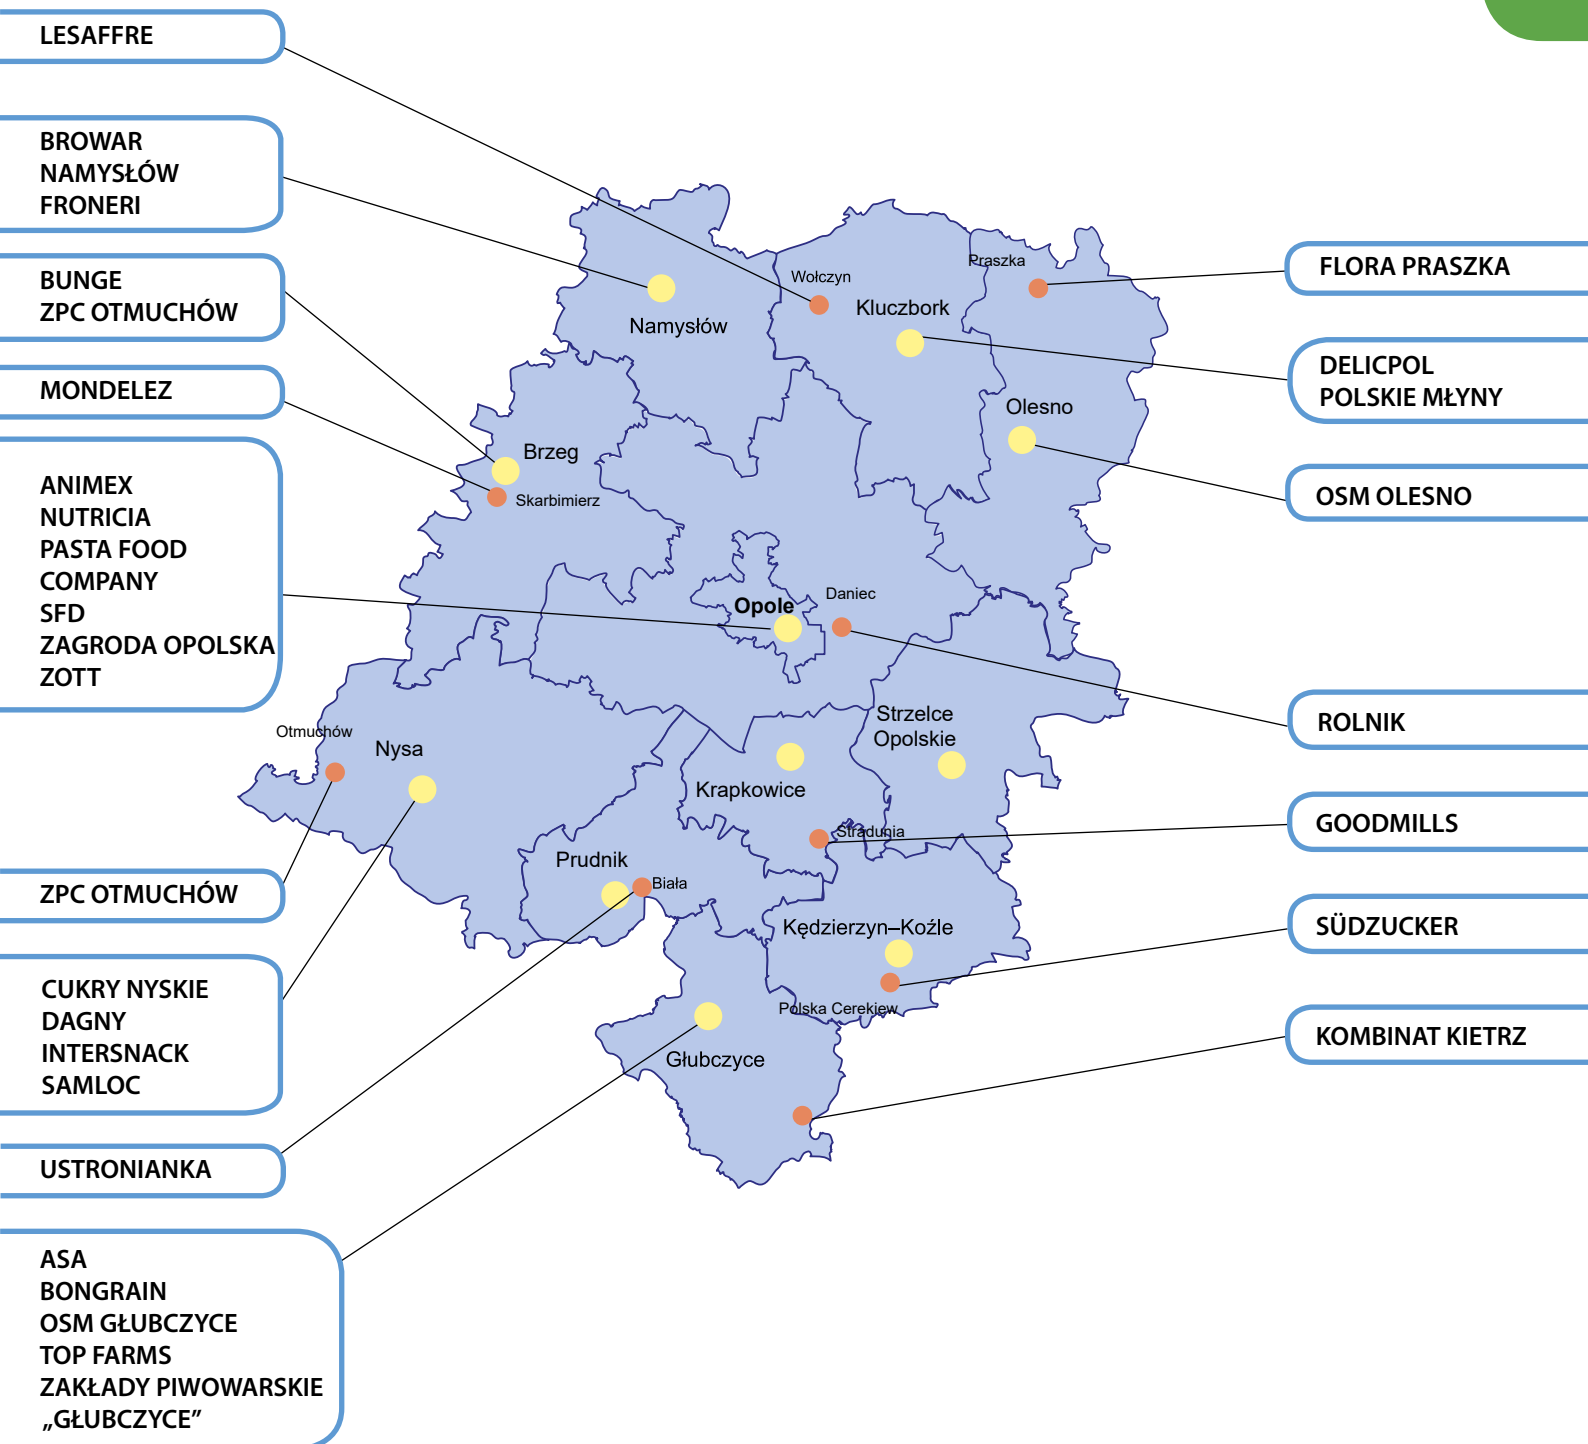 LESAFFRE
BROWAR
NAMYSŁÓW
FRONERI
BUNGE
ZPC OTMUCHÓW
MONDELEZ
ANIMEX
NUTRICIA
PASTA FOOD
COMPANY
SFD
ZAGRODA OPOLSKA
ZOTT
ZPC OTMUCHÓW
CUKRY NYSKIE
DAGNY
INTERSNACK
SAMLOC
USTRONIANKA
ASA
BONGRAIN
OSM GŁUBCZYCE
TOP FARMS
ZAKŁADY PIWOWARSKIE
„GŁUBCZYCE”
Namysłów
Wołczyn
Kluczbork
Praszka
Olesno
Brzeg
Skarbimierz
Opole
Daniec
Otmuchów
Nysa
Strzelce
Opolskie
Krapkowice
Stradunia
Prudnik
Biała
Kędzierzyn–Koźle
Polska Cerekiew
Głubczyce
FLORA PRASZKA
DELICPOL
POLSKIE MŁYNY
OSM OLESNO
ROLNIK
GOODMILLS
SÜDZUCKER
KOMBINAT KIETRZ